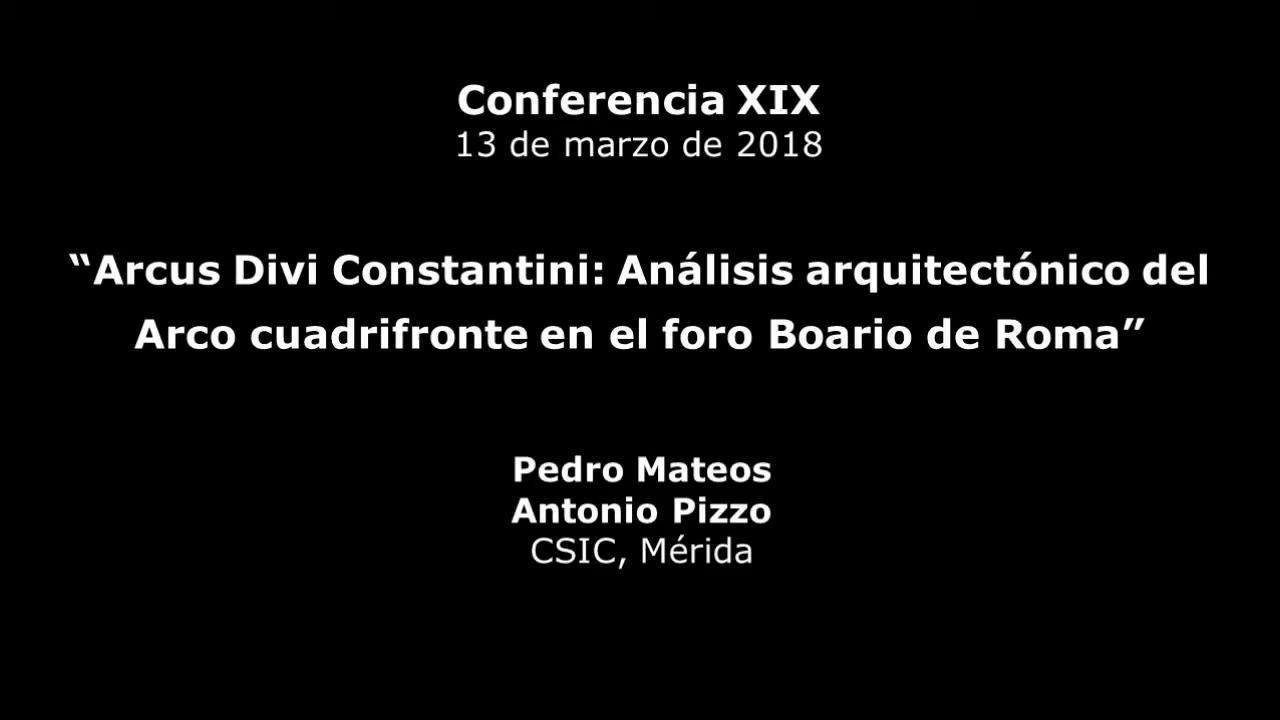 Conferencia XIX
13 de marzo de 2018
“Arcus Divi Constantini: Análisis arquitectónico del
Arco cuadrifronte en el foro Boario de Roma”
Pedro Mateos
Antonio Pizzo
CSIC, Mérida